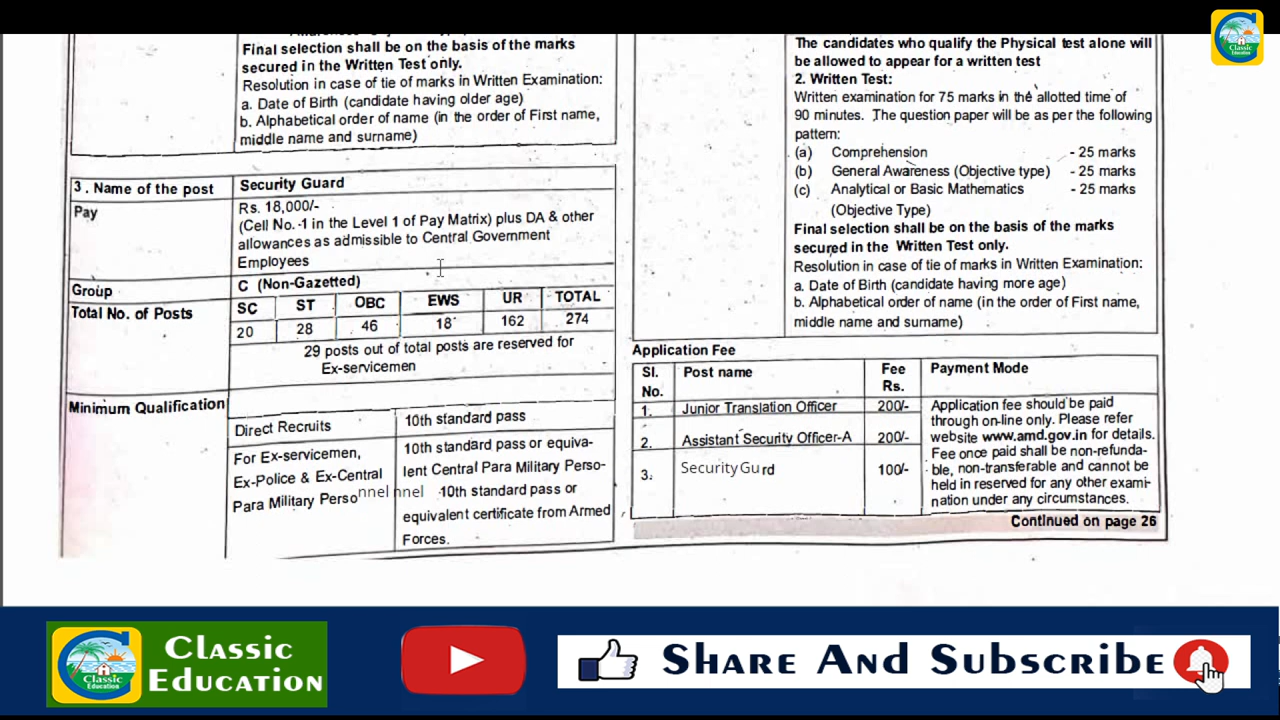 Final selection shall be on the basis of the marks
secured in the Written Test only.
Resolution in case of tie of marks in Written Examination:
a. Date of Birth (candidate having older age)
b. Alphabetical order of name (in the order of First name,
middle name and surname)
3 . Name of the post Security Guard
Pay Rs. 18,000/-
(Cell No. -1 in the Level 1 of Pay Matrix) plus DA & other
allowances as admissible to Central Government
Employees
Group C (Non-Gazetted)
Total No. of Posts SC ST OBC EWS UR TOTAL
20 28 46 18 162 274
29 posts out of total posts are reserved for
Ex-servicemen
Minimum Qualification
Direct Recruits 10th standard pass
For Ex-servicemen,
Ex-Police & Ex-Central
Para Military Personnel nnel
10th standard pass or equiva-
lent Central Para Military Perso-
10th standard pass or
equivalent certificate from Armed
Forces.
The candidates who qualify the Physical test alone will
be allowed to appear for a written test
2. Written Test:
Written examination for 75 marks in the allotted time of
90 minutes. The question paper will be as per the following
pattern:
(a) Comprehension - 25 marks
(b) General Awareness (Objective type) - 25 marks
(c) Analytical or Basic Mathematics - 25 marks
(Objective Type)
Final selection shall be on the basis of the marks
secured in the Written Test only.
Resolution in case of tie of marks in Written Examination:
a. Date of Birth (candidate having more age)
b. Alphabetical order of name (in the order of First name,
middle name and surname)
Application Fee
Sl. No. Post name Fee Rs. Payment Mode
1. Junior Translation Officer 200/-
2. Assistant Security Officer-A 200/-
3. Security Gu rd 100/-
Application fee should be paid
through on-line only. Please refer
website www.amd.gov.in for details.
Fee once paid shall be non-refunda-
ble, non-transferable and cannot be
held in reserved for any other exami-
nation under any circumstances.
Continued on page 26
Classic
Education
Classic
Education
Classic
Education
Share And Subscribe